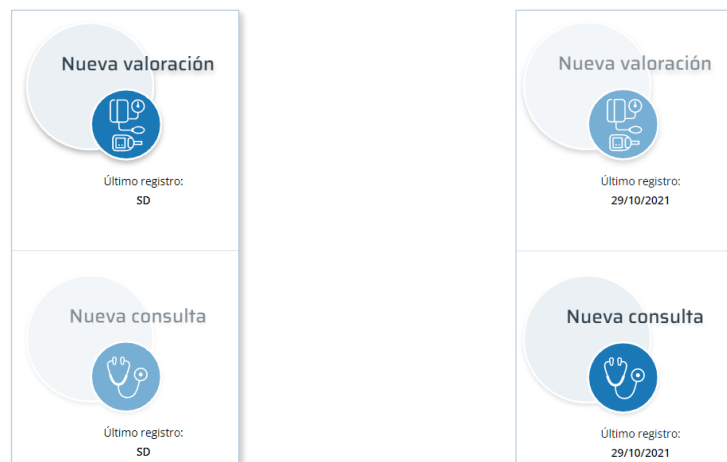 Nueva valoración
Último registro:
SD
Nueva consulta
Último registro:
SD
Nueva valoración
Último registro:
29/10/2021
Nueva consulta
Último registro:
29/10/2021